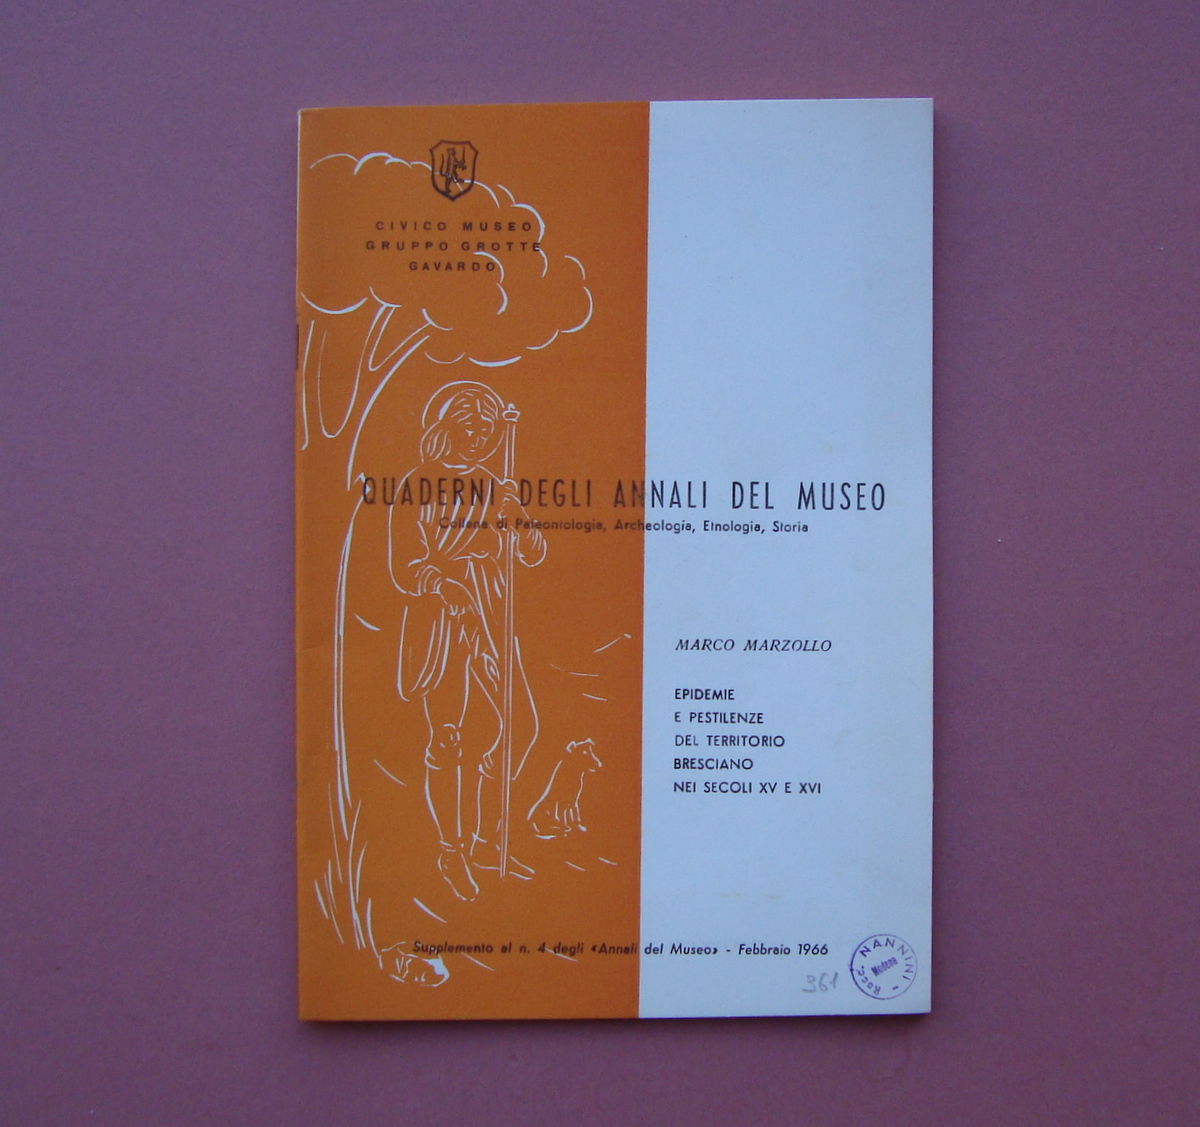 CIVICO MUSEO
GRUPPO GROTTE
GAVARDO
QUADERNI DEGLI ANNALI DEL MUSEO
Collana di Paleontologia, Archeologia, Etnologia, Storia
MARCO MARZOLLO
EPIDEMIE
E PESTILENZE
DEL TERRITORIO
BRESCIANO
NEI SECOLI XV E XVI
Supplemento al n. 4 degli «Annali del Museo» - Febbraio 1966
361
NANNINI - Racc.
Modena